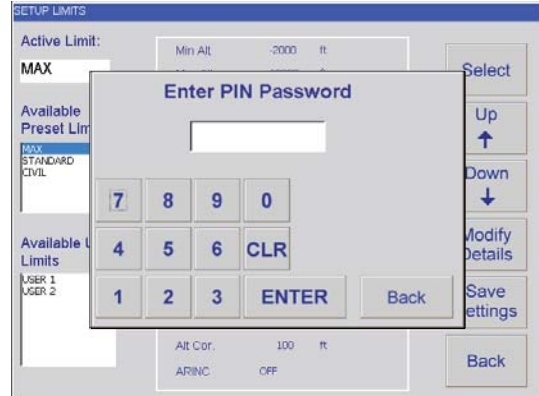 SETUP LIMITS
Active Limit:
MAX
Min Alt -2000 ft
Select
Enter PIN Password
Available
Preset Lim
MAX
STANDARD
CIVIL
Up
↑
Down
↓
7 8 9 0
4 5 6 CLR
1 2 3 ENTER Back
Available U
Limits
USER 1
USER 2
Modify
Details
Save
ettings
Alt Cor. 100 ft
ARINC OFF
Back